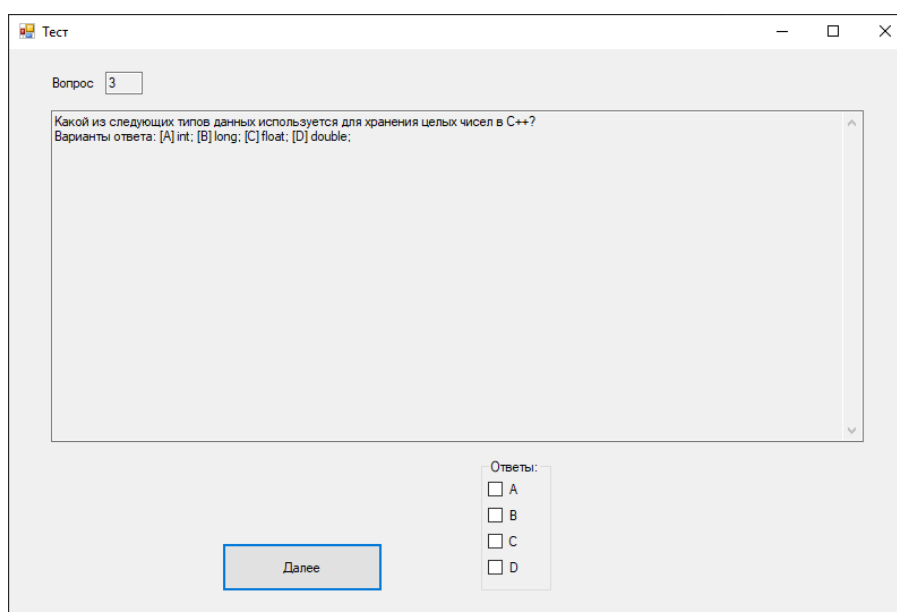 Тест
Вопрос 3
Какой из следующих типов данных используется для хранения целых чисел в C++?
Варианты ответа: [A] int; [B] long; [C] float; [D] double;
Ответы:
A
B
C
D
Далее